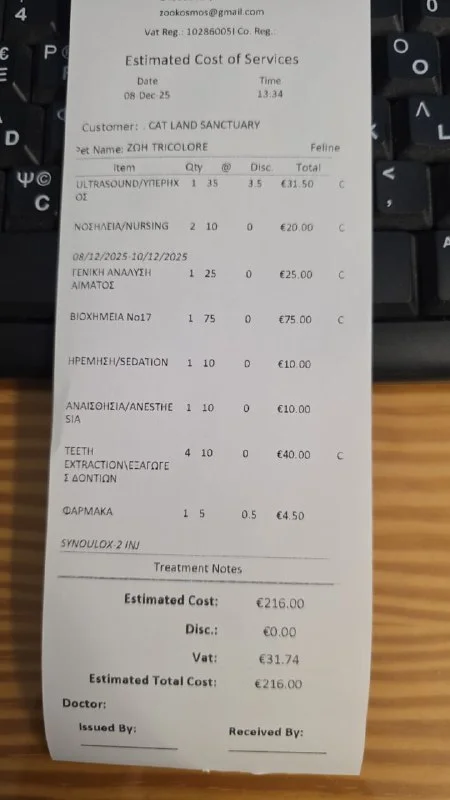 zookosmos@gmail.com
Vat Reg.: 10286005I Co. Reg.:
Estimated Cost of Services
Date Time
08-Dec-25 13:34
Customer: . CAT LAND SANCTUARY
Pet Name: ΖΩΗ TRICOLORE Feline
Item Qty @ Disc. Total
ULTRASOUND/ΥΠΕΡΗΧ 1 35 3.5 €31.50 C
ΟΣ
ΝΟΣΗΛΕΙΑ/NURSING 2 10 0 €20.00 C
08/12/2025-10/12/2025
ΓΕΝΙΚΗ ΑΝΑΛΥΣΗ 1 25 0 €25.00 C
ΑΙΜΑΤΟΣ
ΒΙΟΧΗΜΕΙΑ Νο17 1 75 0 €75.00 C
ΗΡΕΜΗΣΗ/SEDATION 1 10 0 €10.00
ΑΝΑΙΣΘΗΣΙΑ/ANESTHE 1 10 0 €10.00
SIA
TEETH 4 10 0 €40.00 C
EXTRACTION\ΕΞΑΓΩΓΕ
Σ ΔΟΝΤΙΩΝ
ΦΑΡΜΑΚΑ 1 5 0.5 €4.50
SYNOULOX-2 INJ
Treatment Notes
Estimated Cost: €216.00
Disc.: €0.00
Vat: €31.74
Estimated Total Cost: €216.00
Doctor:
Issued By: Received By: